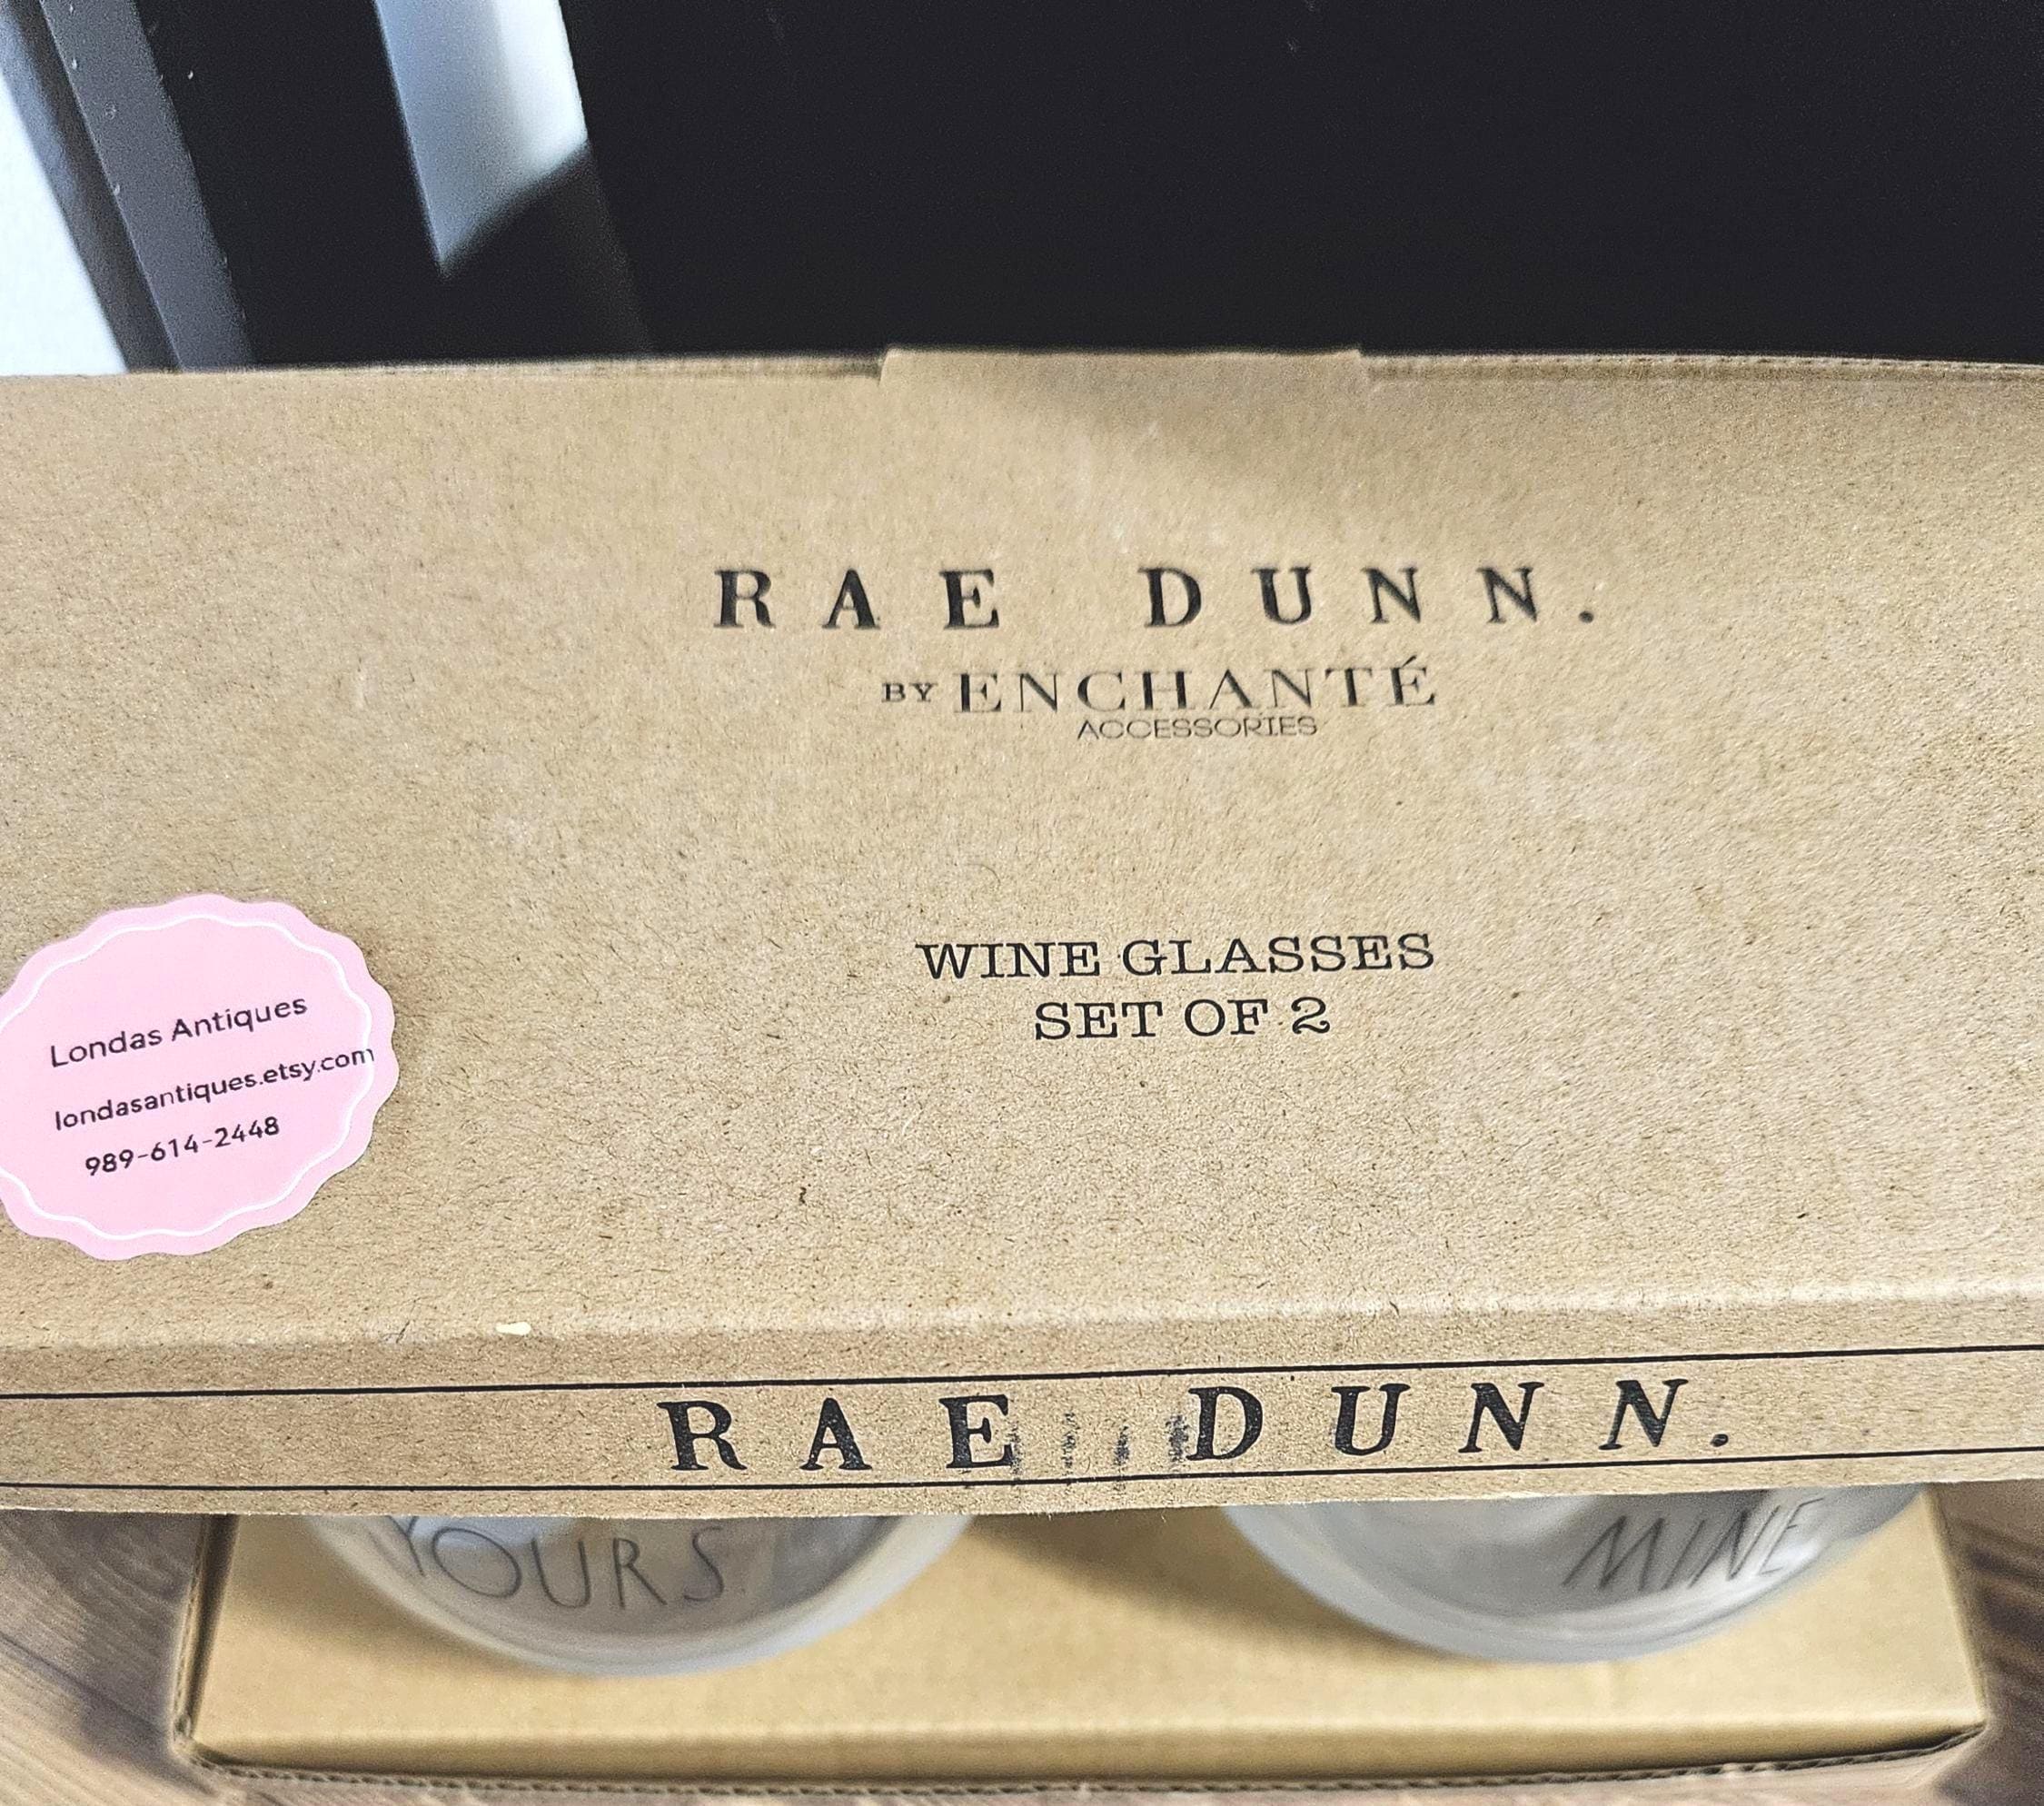 RAE DUNN.
BY ENCHANTÉ
ACCESSORIES
WINE GLASSES
SET OF 2
Londas Antiques
londasantiques.etsy.com
989-614-2448
RAE DUNN.
YOURS
MINE